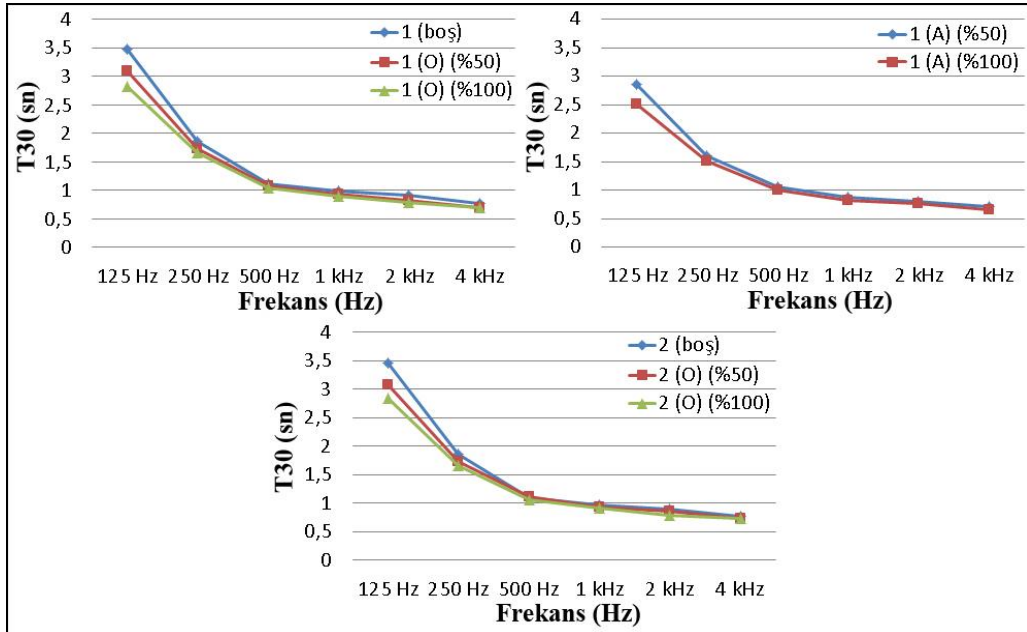 T30 (sn)
4
3,5
3
2,5
2
1,5
1
0,5
0
1 (boş)
1 (O) (%50)
1 (O) (%100)
125 Hz 250 Hz 500 Hz 1 kHz 2 kHz 4 kHz
Frekans (Hz)
T30 (sn)
4
3,5
3
2,5
2
1,5
1
0,5
0
1 (A) (%50)
1 (A) (%100)
125 Hz 250 Hz 500 Hz 1 kHz 2 kHz 4 kHz
Frekans (Hz)
T30 (sn)
4
3,5
3
2,5
2
1,5
1
0,5
0
2 (boş)
2 (O) (%50)
2 (O) (%100)
125 Hz 250 Hz 500 Hz 1 kHz 2 kHz 4 kHz
Frekans (Hz)